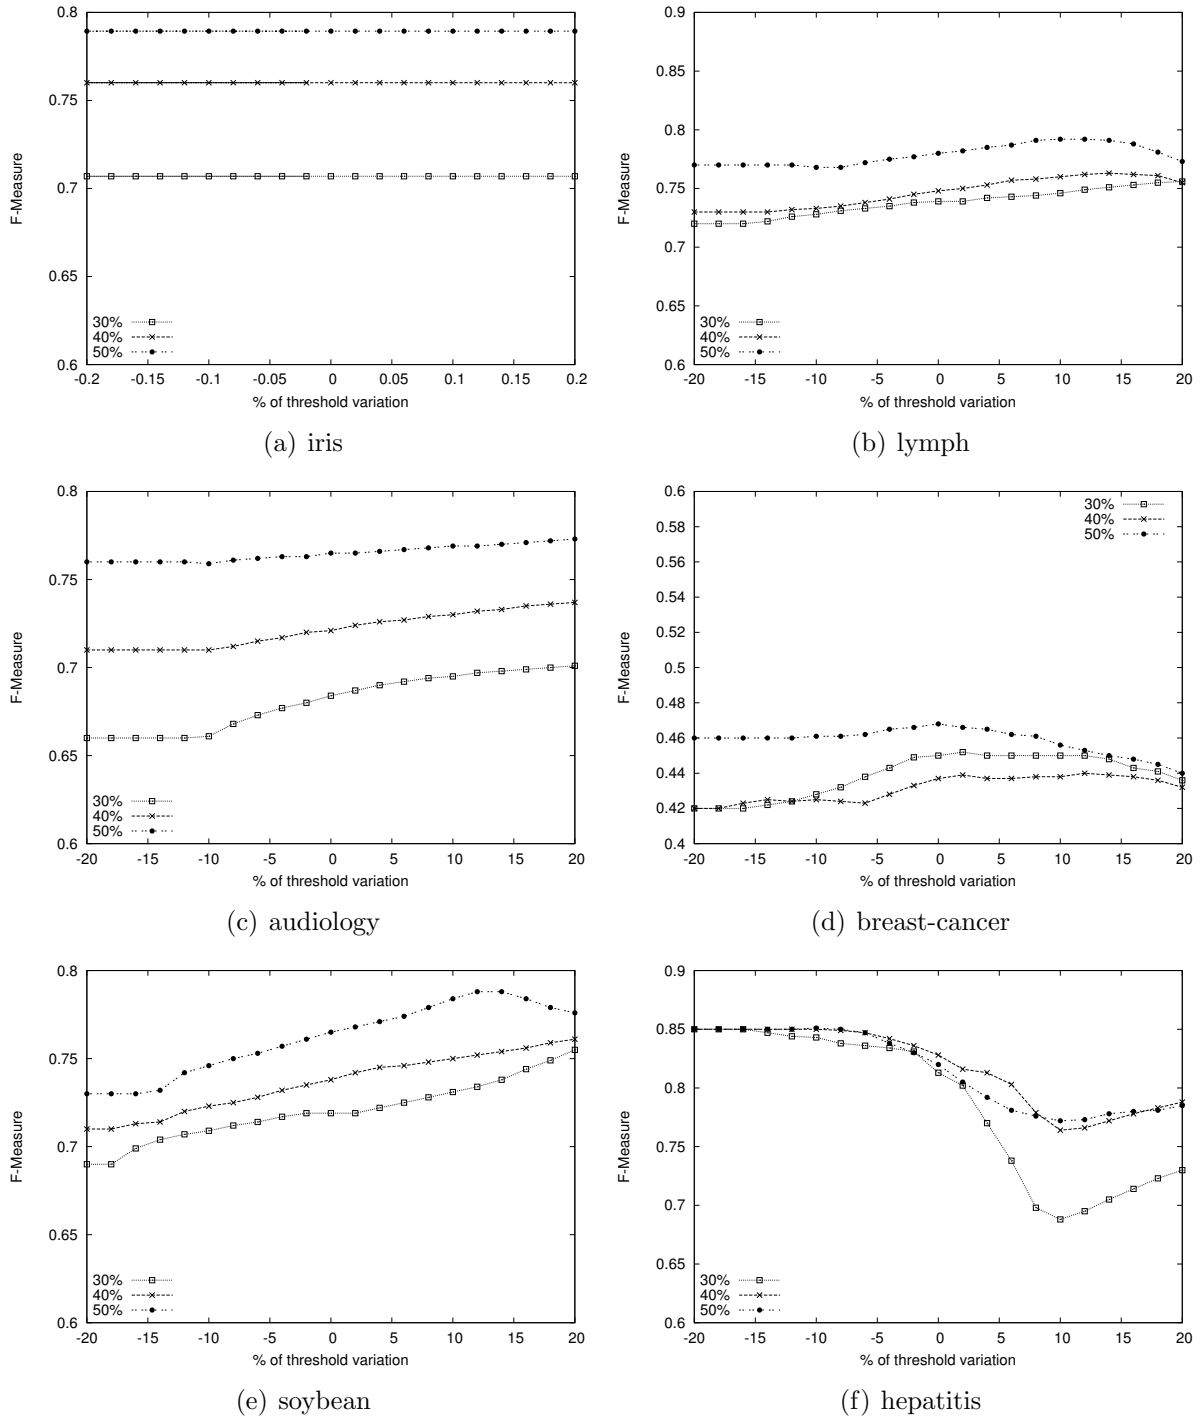 0.8
0.75
0.7
0.65
0.6
F-Measure
30%
40%
50%
-0.2 -0.15 -0.1 -0.05 0 0.05 0.1 0.15 0.2
% of threshold variation
(a) iris
0.9
0.85
0.8
0.75
0.7
0.65
0.6
F-Measure
30%
40%
50%
-20 -15 -10 -5 0 5 10 15 20
% of threshold variation
(b) lymph
0.8
0.75
0.7
0.65
0.6
F-Measure
30%
40%
50%
-20 -15 -10 -5 0 5 10 15 20
% of threshold variation
(c) audiology
0.6
0.58
0.56
0.54
0.52
0.5
0.48
0.46
0.44
0.42
0.4
F-Measure
30%
40%
50%
-20 -15 -10 -5 0 5 10 15 20
% of threshold variation
(d) breast-cancer
0.8
0.75
0.7
0.65
0.6
F-Measure
30%
40%
50%
-20 -15 -10 -5 0 5 10 15 20
% of threshold variation
(e) soybean
0.9
0.85
0.8
0.75
0.7
0.65
0.6
F-Measure
30%
40%
50%
-20 -15 -10 -5 0 5 10 15 20
% of threshold variation
(f) hepatitis